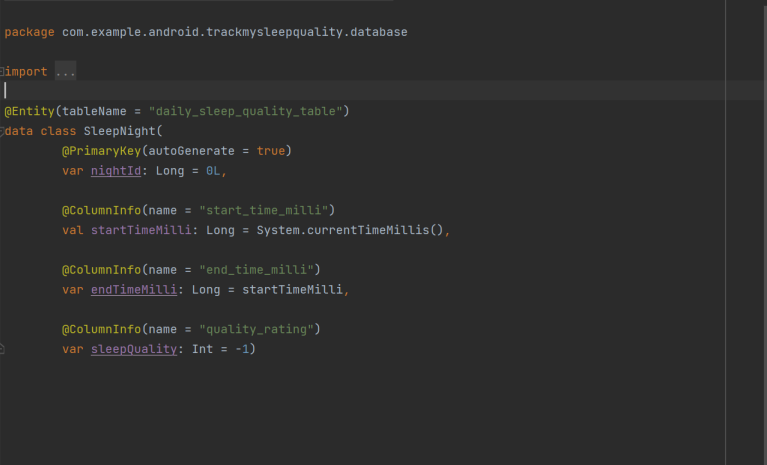 package com.example.android.trackmysleepquality.database
import ...
@Entity(tableName = "daily_sleep_quality_table")
data class SleepNight(
@PrimaryKey(autoGenerate = true)
var nightId: Long = 0L,
@ColumnInfo(name = "start_time_milli")
val startTimeMilli: Long = System.currentTimeMillis(),
@ColumnInfo(name = "end_time_milli")
var endTimeMilli: Long = startTimeMilli,
@ColumnInfo(name = "quality_rating")
var sleepQuality: Int = -1)